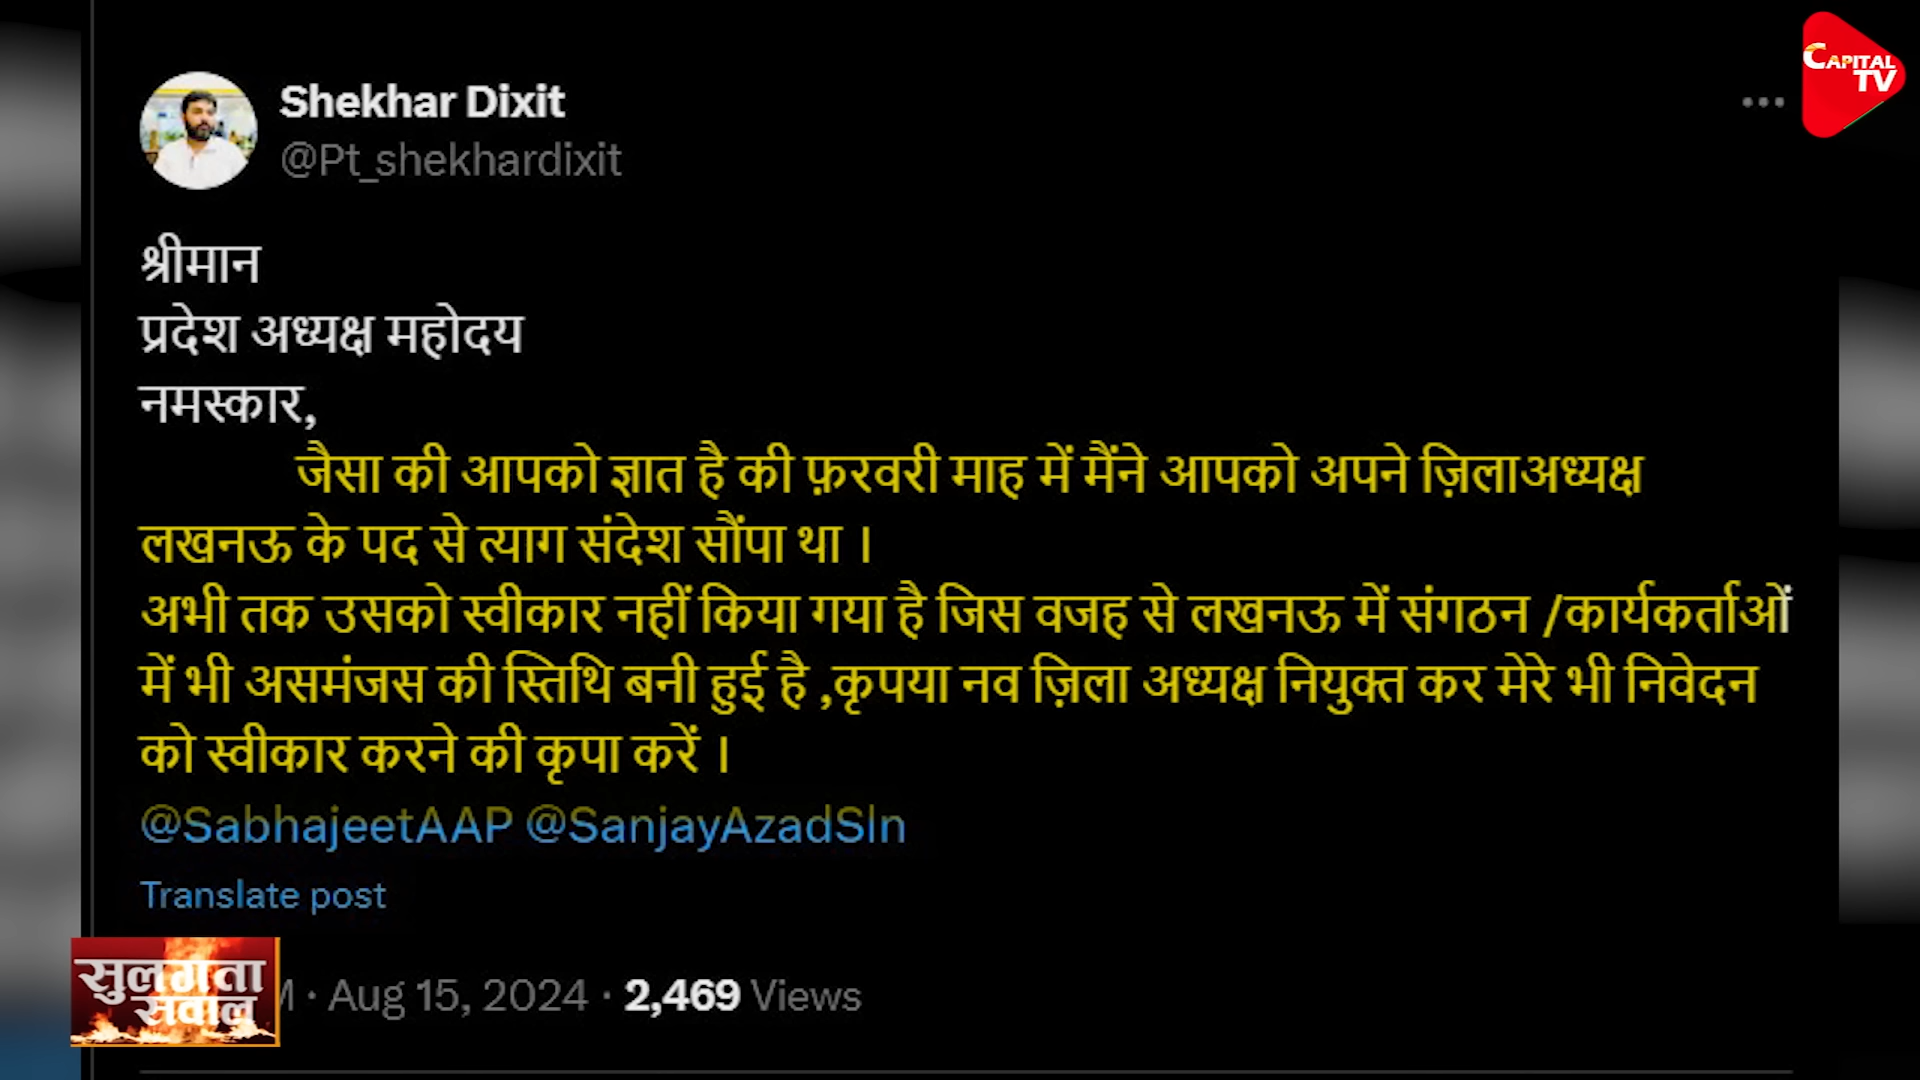 CAPITAL
TV
Shekhar Dixit
@Pt_shekhardixit
श्रीमान
प्रदेश अध्यक्ष महोदय
नमस्कार,
जैसा की आपको ज्ञात है की फ़रवरी माह में मैंने आपको अपने ज़िलाअध्यक्ष
लखनऊ के पद से त्याग संदेश सौंपा था ।
अभी तक उसको स्वीकार नहीं किया गया है जिस वजह से लखनऊ में संगठन /कार्यकर्ताओं
में भी असमंजस की स्तिथि बनी हुई है ,कृपया नव ज़िला अध्यक्ष नियुक्त कर मेरे भी निवेदन
को स्वीकार करने की कृपा करें ।
@SabhajeetAAP @SanjayAzadSln
Translate post
सुलगता
सवाल
M · Aug 15, 2024 · 2,469 Views